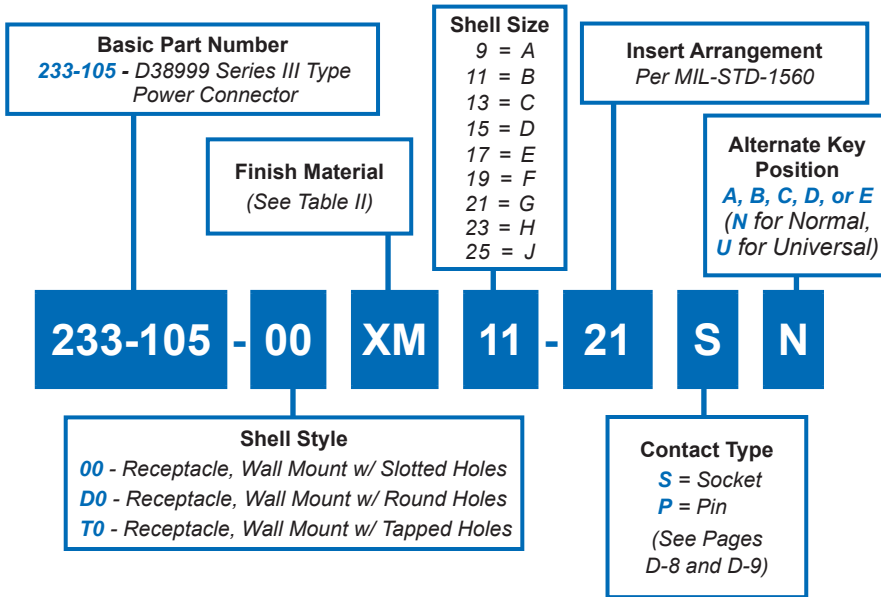 Basic Part Number
233-105 - D38999 Series III Type
Power Connector
Finish Material
(See Table II)
Shell Size
9 = A
11 = B
13 = C
15 = D
17 = E
19 = F
21 = G
23 = H
25 = J
Insert Arrangement
Per MIL-STD-1560
Alternate Key
Position
A, B, C, D, or E
(N for Normal,
U for Universal)
233-105 - 00 XM 11 - 21 S N
Shell Style
00 - Receptacle, Wall Mount w/ Slotted Holes
D0 - Receptacle, Wall Mount w/ Round Holes
T0 - Receptacle, Wall Mount w/ Tapped Holes
Contact Type
S = Socket
P = Pin
(See Pages
D-8 and D-9)